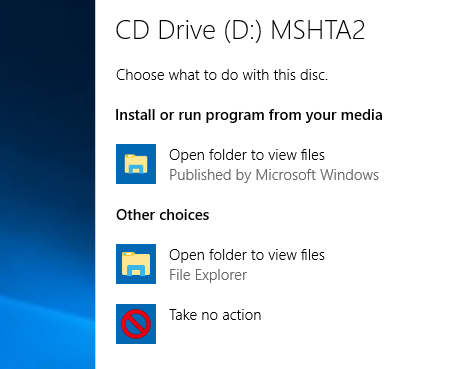 CD Drive (D:) MSHTA2
Choose what to do with this disc.
Install or run program from your media
Open folder to view files
Published by Microsoft Windows
Other choices
Open folder to view files
File Explorer
Take no action